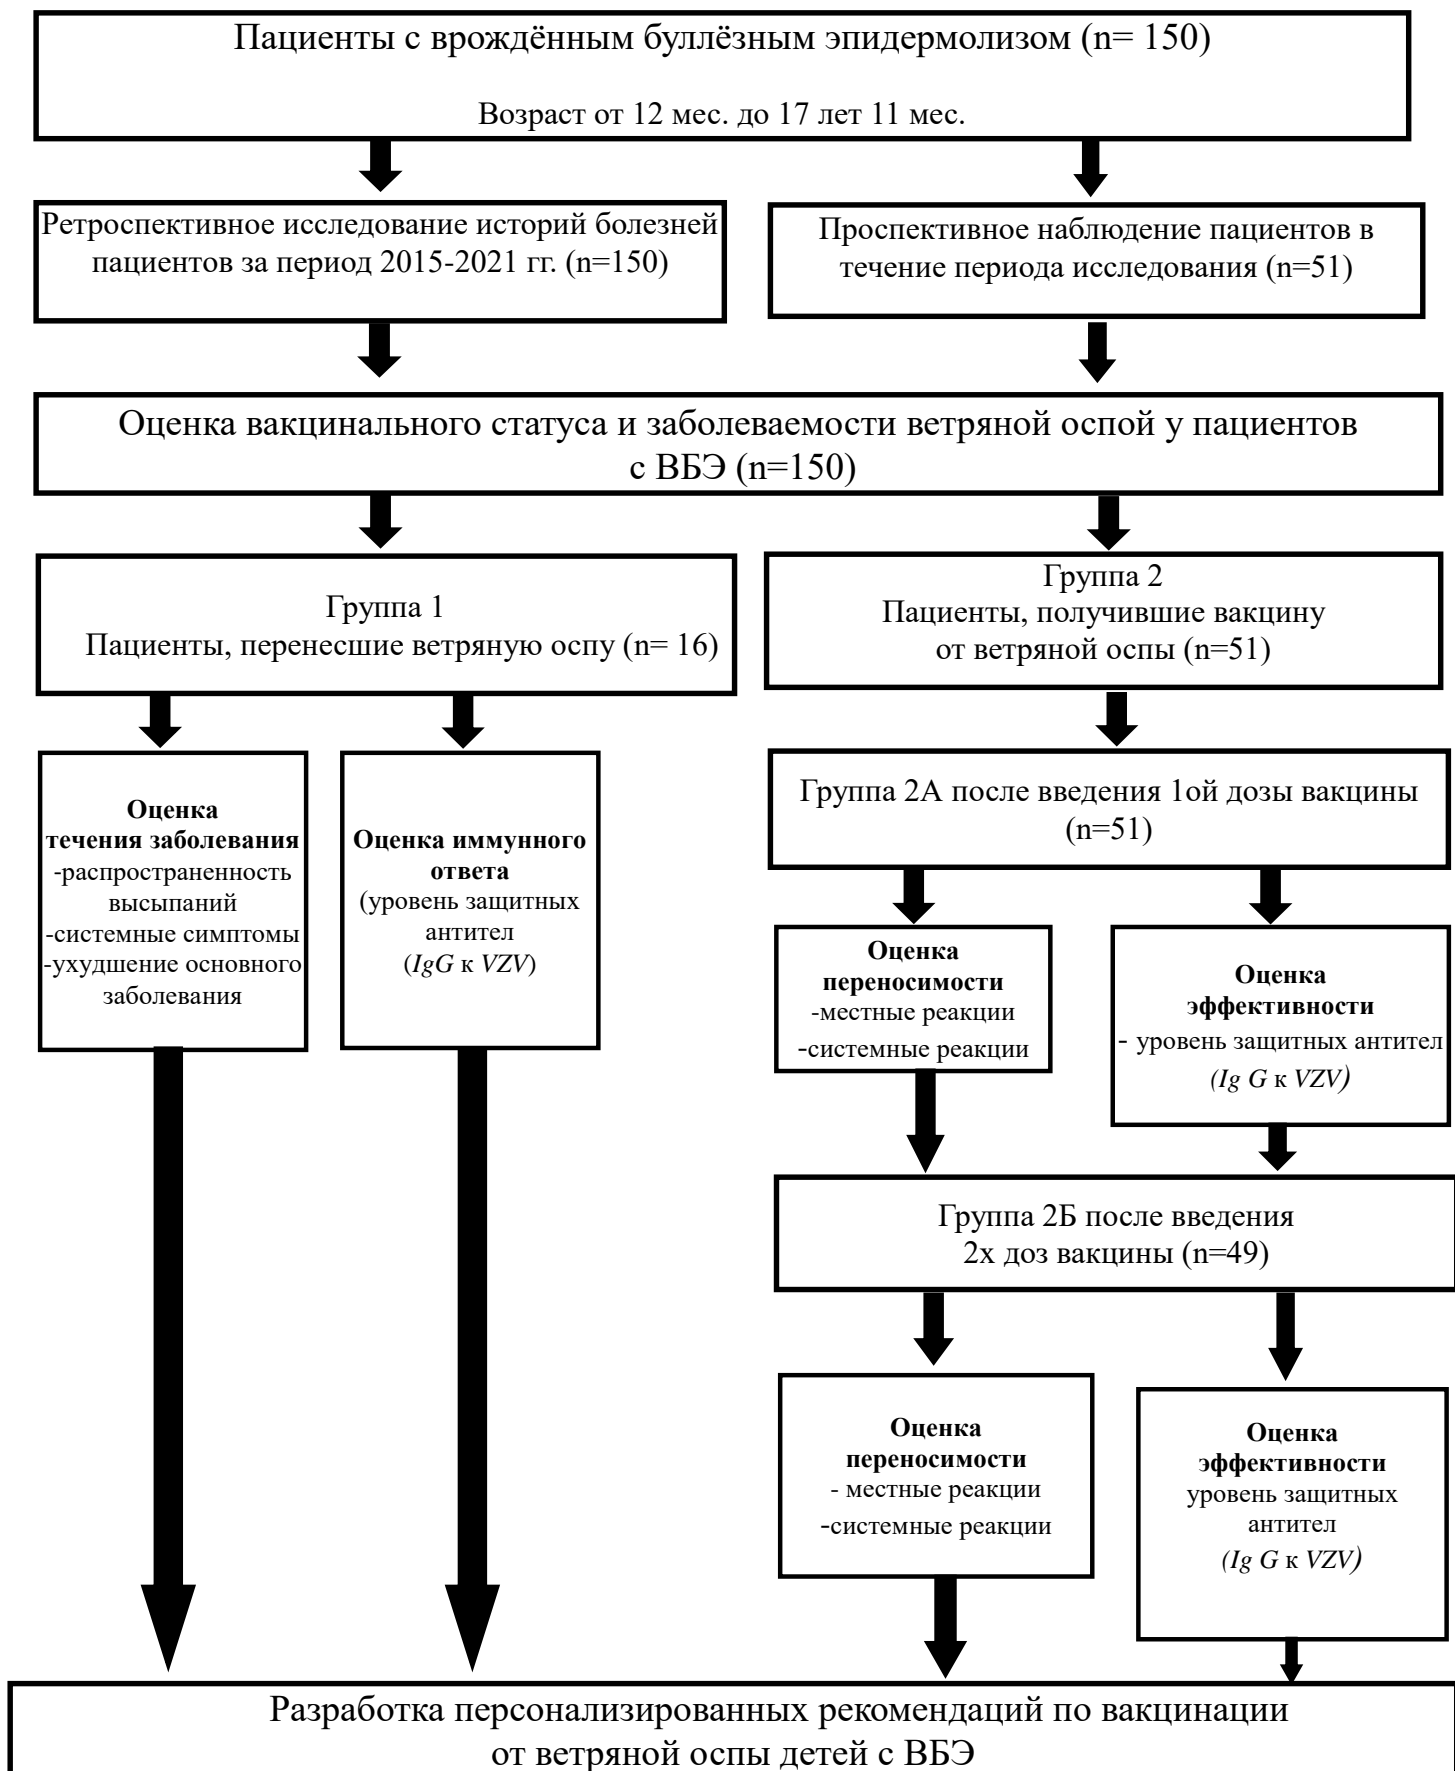 Пациенты с врождённым буллёзным эпидермолизом (n= 150)
Возраст от 12 мес. до 17 лет 11 мес.
Ретроспективное исследование историй болезней
пациентов за период 2015-2021 гг. (n=150)
Проспективное наблюдение пациентов в
течение периода исследования (n=51)
Оценка вакцинального статуса и заболеваемости ветряной оспой у пациентов
с ВБЭ (n=150)
Группа 1
Пациенты, перенесшие ветряную оспу (n= 16)
Группа 2
Пациенты, получившие вакцину
от ветряной оспы (n=51)
Оценка
течения заболевания
-распространенность
высыпаний
-системные симптомы
-ухудшение основного
заболевания
Оценка иммунного
ответа
(уровень защитных
антител
(IgG к VZV)
Группа 2А после введения 1ой дозы вакцины
(n=51)
Оценка
переносимости
-местные реакции
-системные реакции
Оценка
эффективности
- уровень защитных антител
(Ig G к VZV)
Группа 2Б после введения
2х доз вакцины (n=49)
Оценка
переносимости
- местные реакции
-системные реакции
Оценка
эффективности
уровень защитных
антител
(Ig G к VZV)
Разработка персонализированных рекомендаций по вакцинации
от ветряной оспы детей с ВБЭ